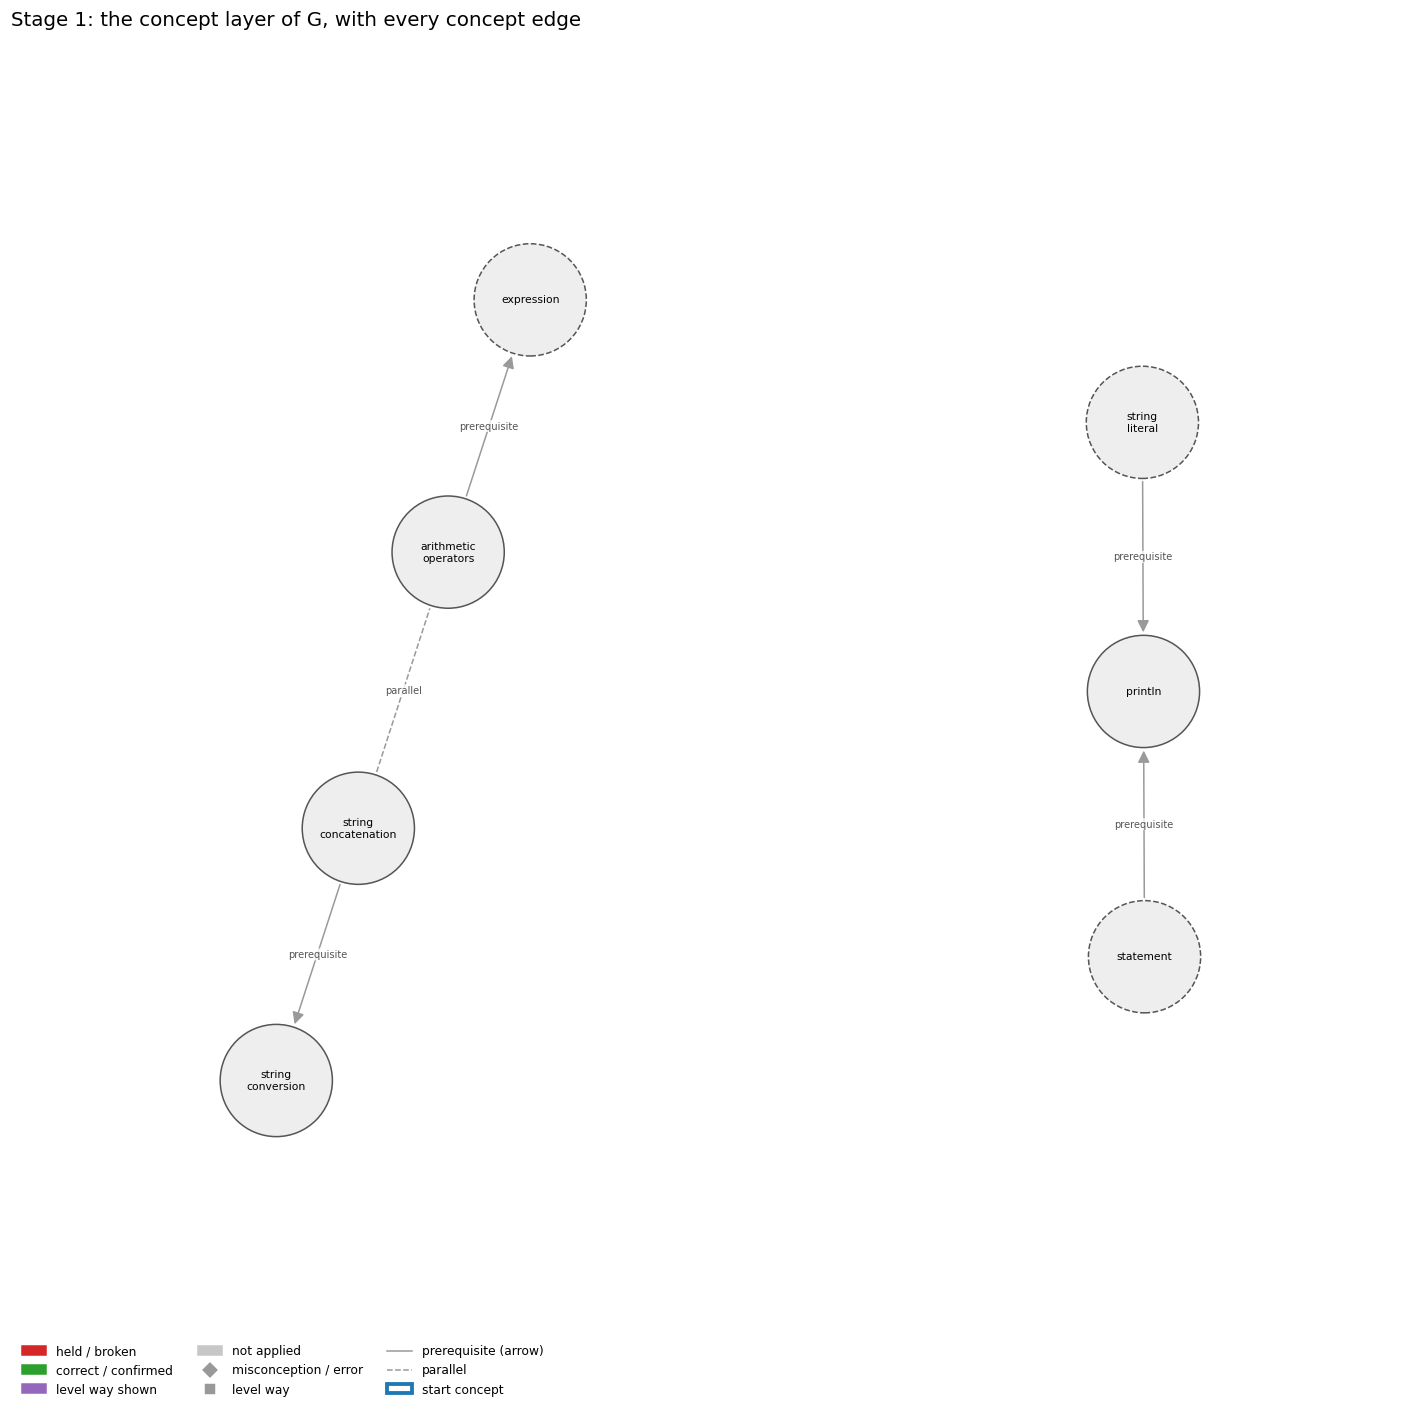 Stage 1: the concept layer of G, with every concept edge
expression
prerequisite
arithmetic
operators
parallel
string
concatenation
prerequisite
string
conversion
string
literal
prerequisite
println
prerequisite
statement
held / broken
correct / confirmed
level way shown
not applied
misconception / error
level way
prerequisite (arrow)
parallel
start concept